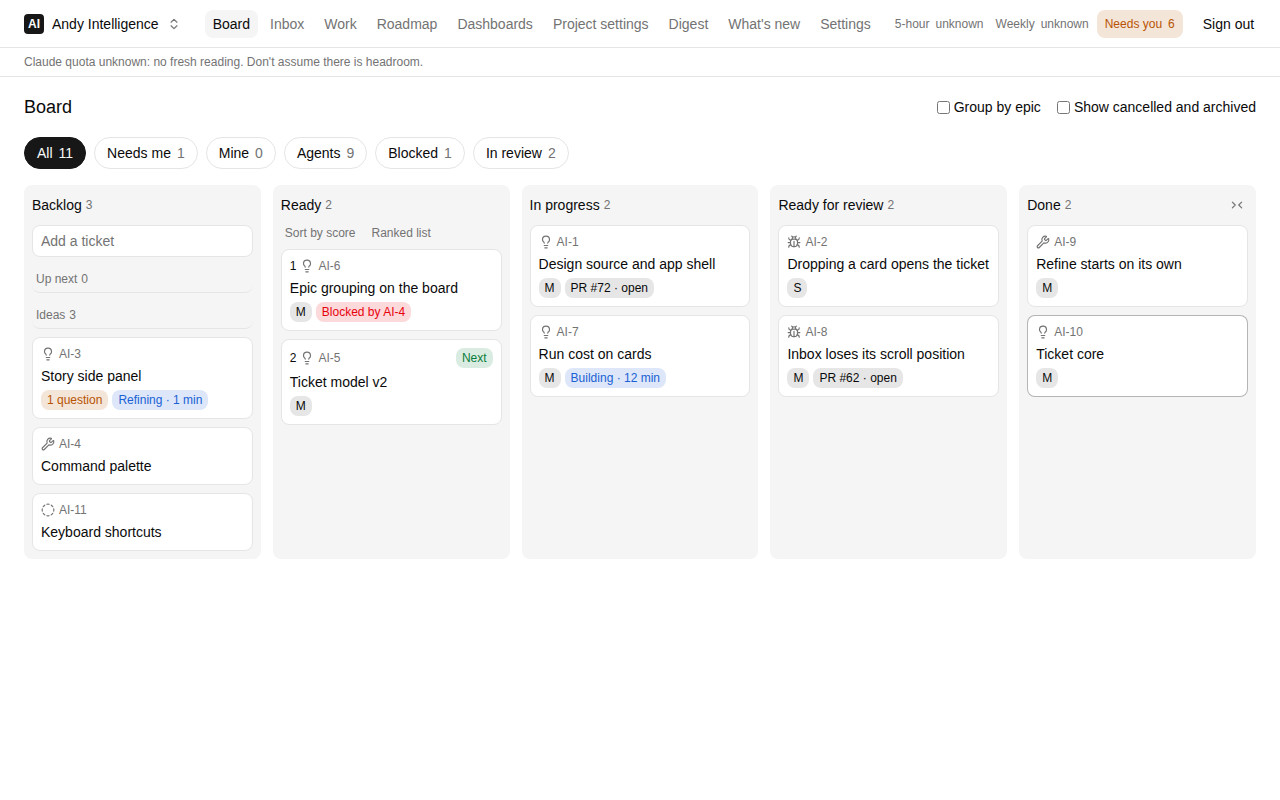 AI Andy Intelligence Board Inbox Work Roadmap Dashboards Project settings Digest What's new Settings 5-hour unknown Weekly unknown Needs you 6 Sign out
Claude quota unknown: no fresh reading. Don't assume there is headroom.
Board
Group by epic Show cancelled and archived
All 11 Needs me 1 Mine 0 Agents 9 Blocked 1 In review 2
Backlog 3
Add a ticket
Up next 0
Ideas 3
AI-3
Story side panel
1 question Refining · 1 min
AI-4
Command palette
AI-11
Keyboard shortcuts
Ready 2
Sort by score Ranked list
1 AI-6
Epic grouping on the board
M Blocked by AI-4
2 AI-5 Next
Ticket model v2
M
In progress 2
AI-1
Design source and app shell
M PR #72 · open
AI-7
Run cost on cards
M Building · 12 min
Ready for review 2
AI-2
Dropping a card opens the ticket
S
AI-8
Inbox loses its scroll position
M PR #62 · open
Done 2
AI-9
Refine starts on its own
M
AI-10
Ticket core
M